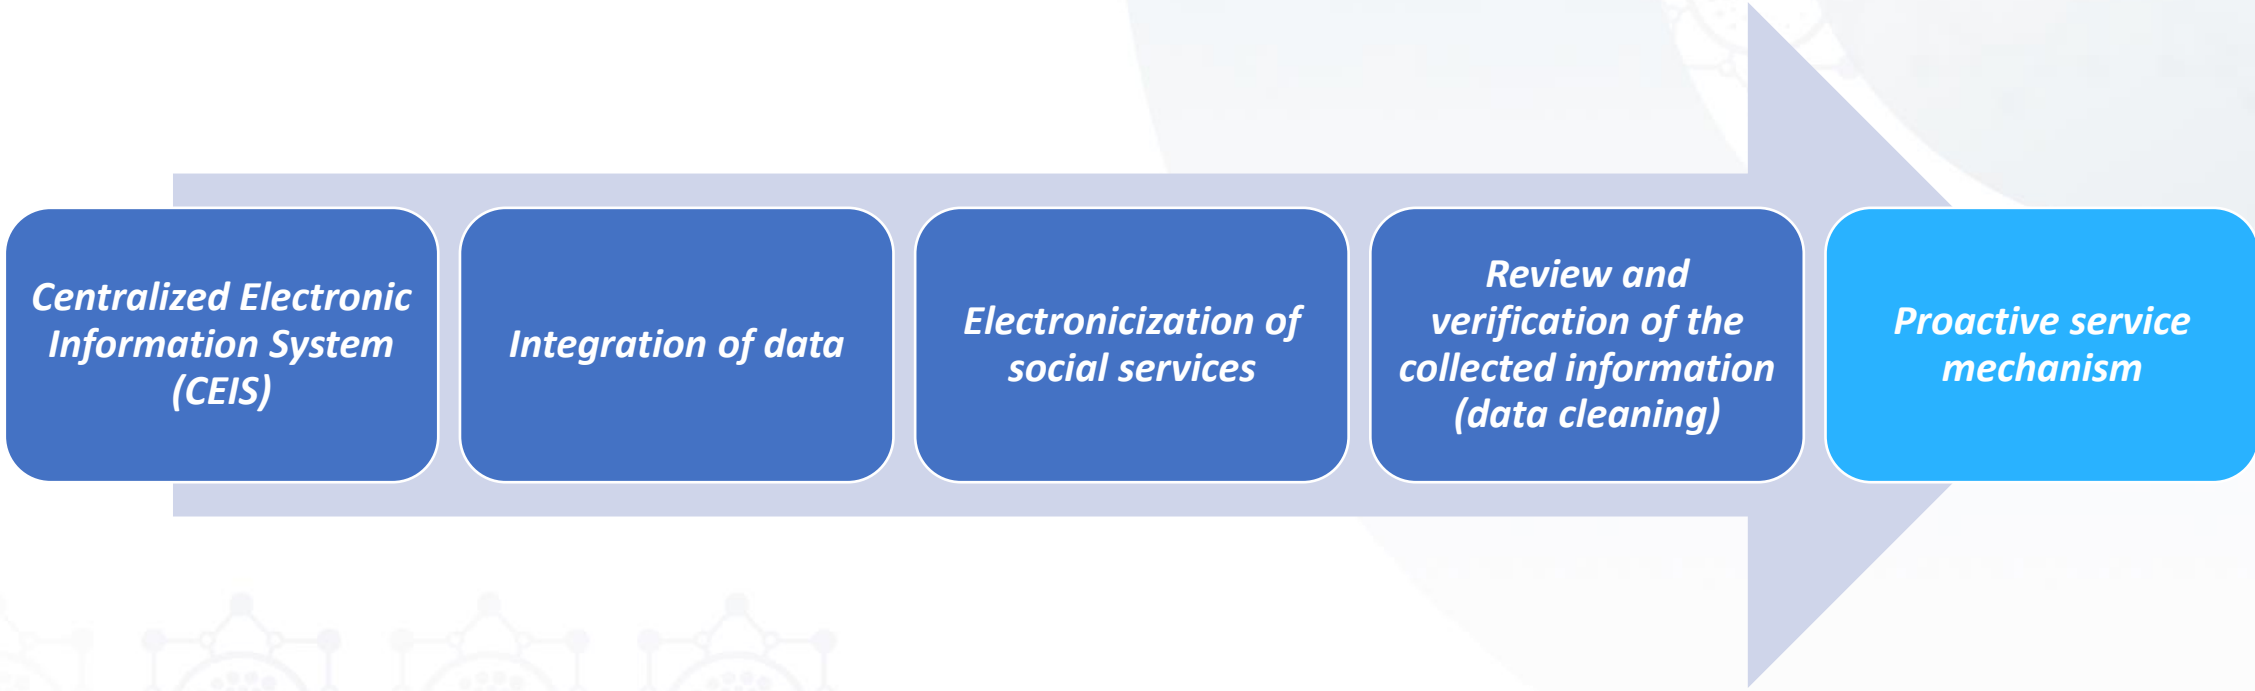 Centralized Electronic
Information System
(CEIS)
Integration of data
Electronicization of
social services
Review and
verification of the
collected information
(data cleaning)
Proactive service
mechanism